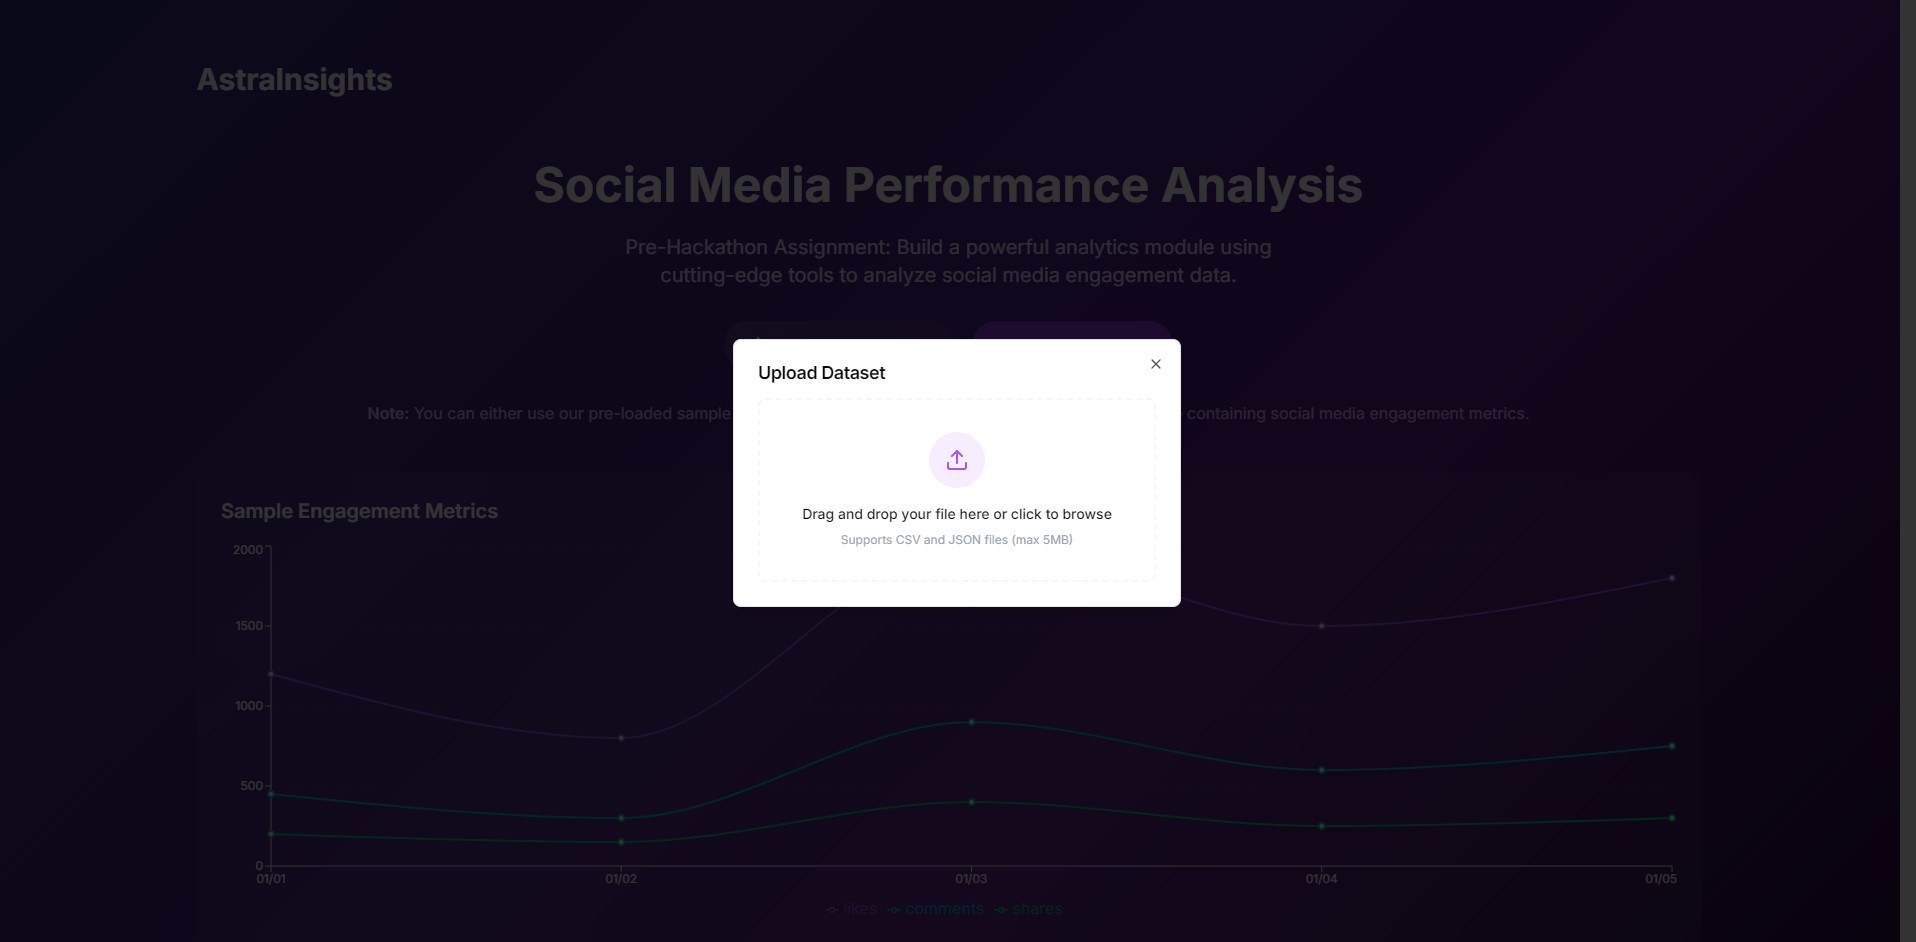 AstraInsights
Social Media Performance Analysis
Pre-Hackathon Assignment: Build a powerful analytics module using
cutting-edge tools to analyze social media engagement data.
Upload Dataset
Drag and drop your file here or click to browse
Supports CSV and JSON files (max 5MB)
Note: You can either use our pre-loaded sample
containing social media engagement metrics.
Sample Engagement Metrics
2000
1500
1000
500
0
01/01 01/02 01/03 01/04 01/05
likes comments shares